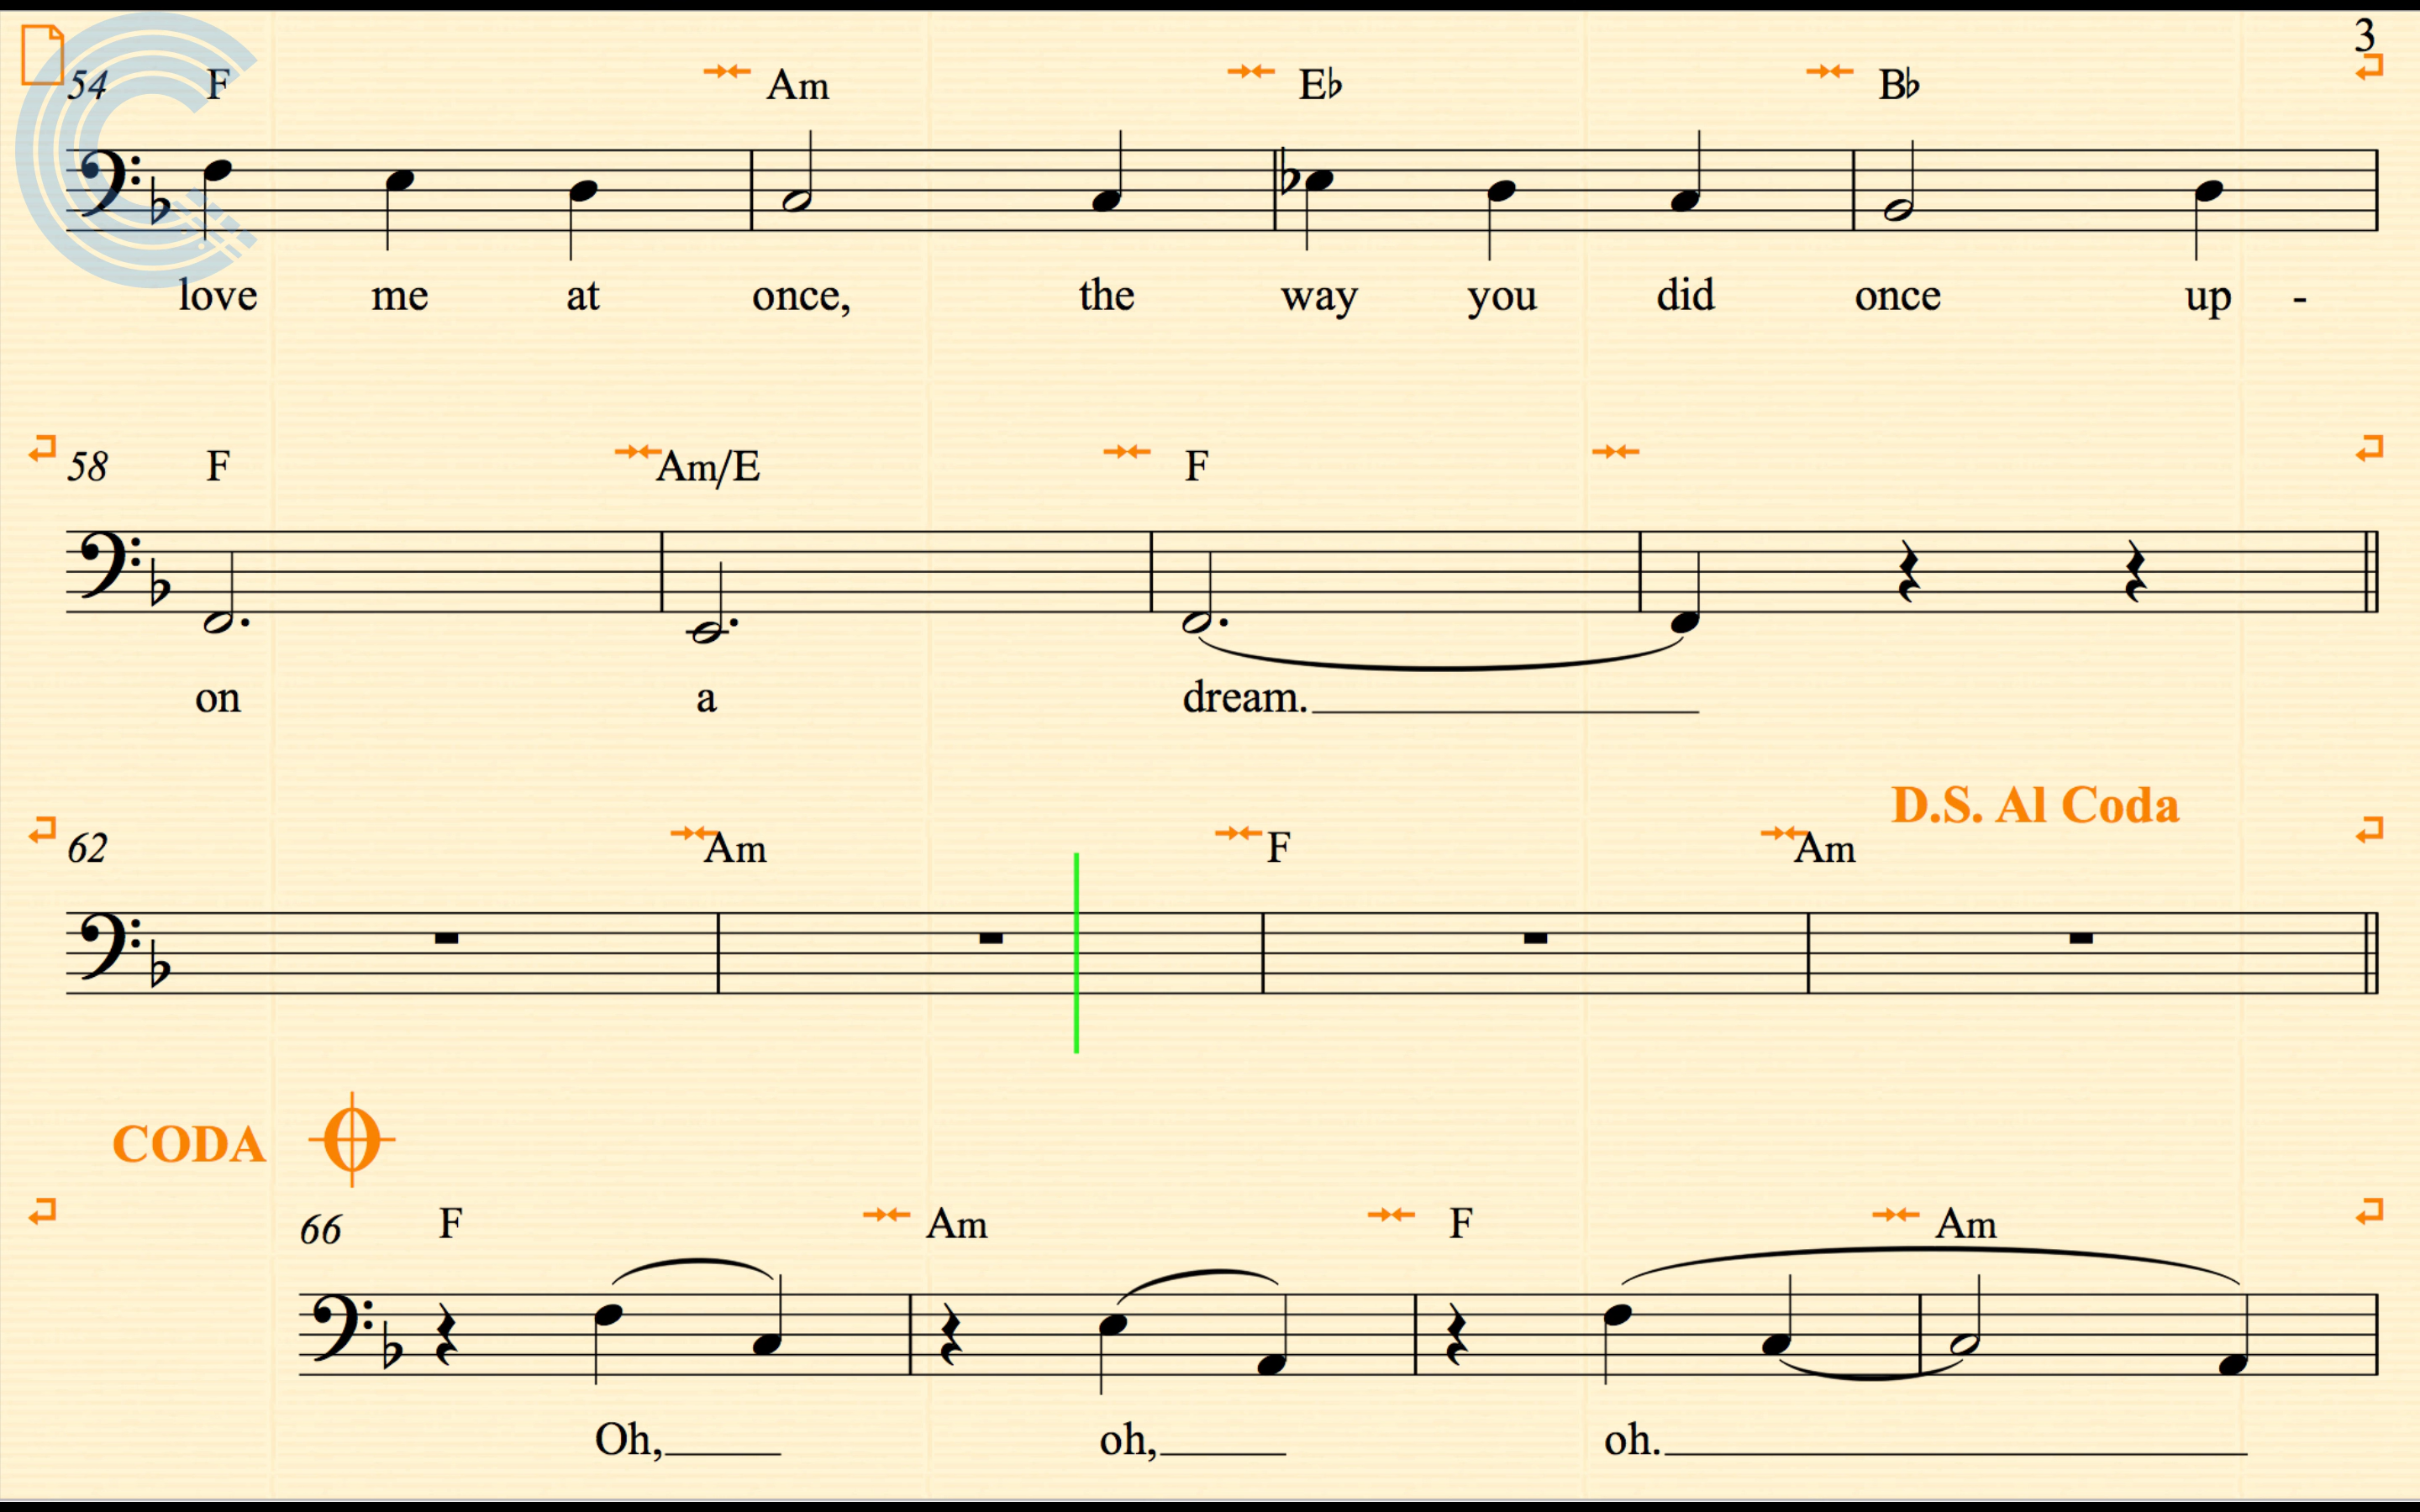 3
54 F Am E♭ B♭
love me at once, the way you did once up -
58 F Am/E F
on a dream.
D.S. Al Coda
62 Am F Am
CODA
66 F Am F Am
Oh, oh, oh.